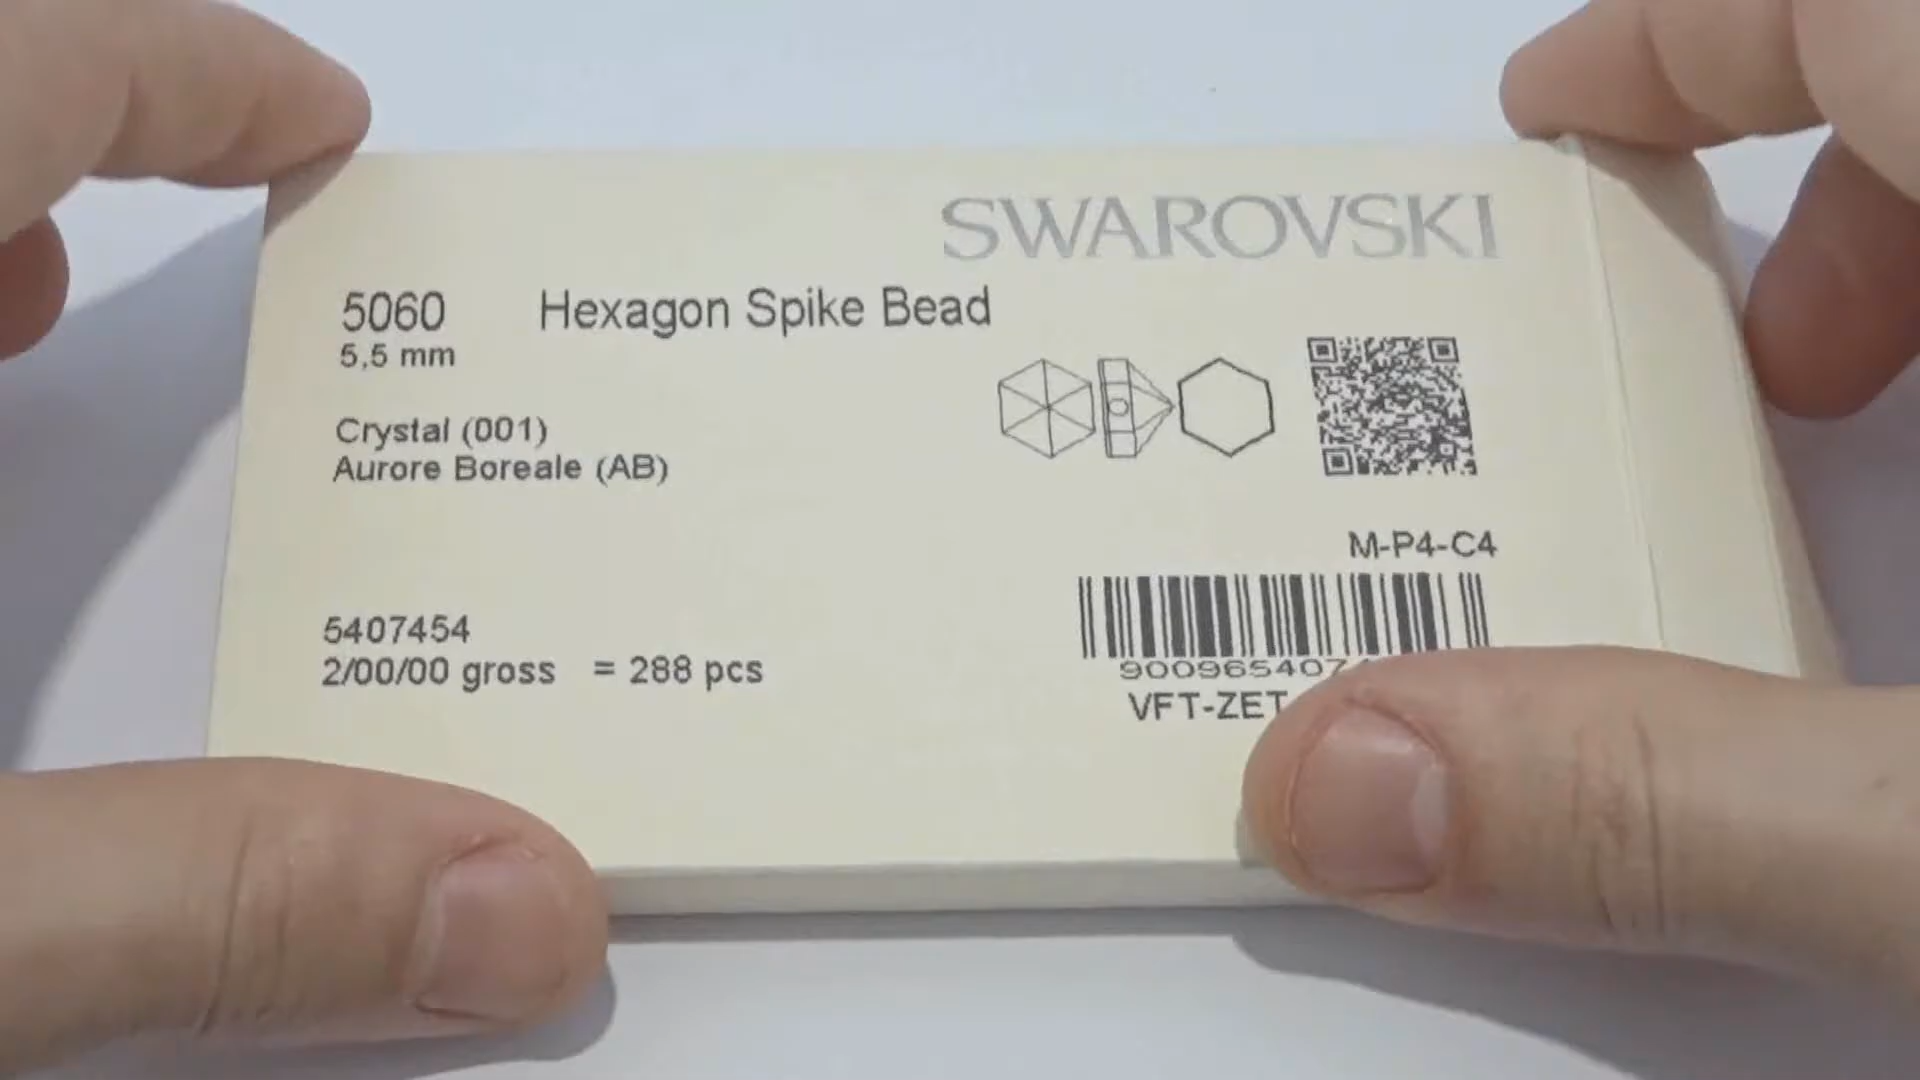 SWAROVSKI
5060 Hexagon Spike Bead
5,5 mm
Crystal (001)
Aurore Boreale (AB)
M-P4-C4
5407454
2/00/00 gross = 288 pcs
9009654074
VFT-ZET